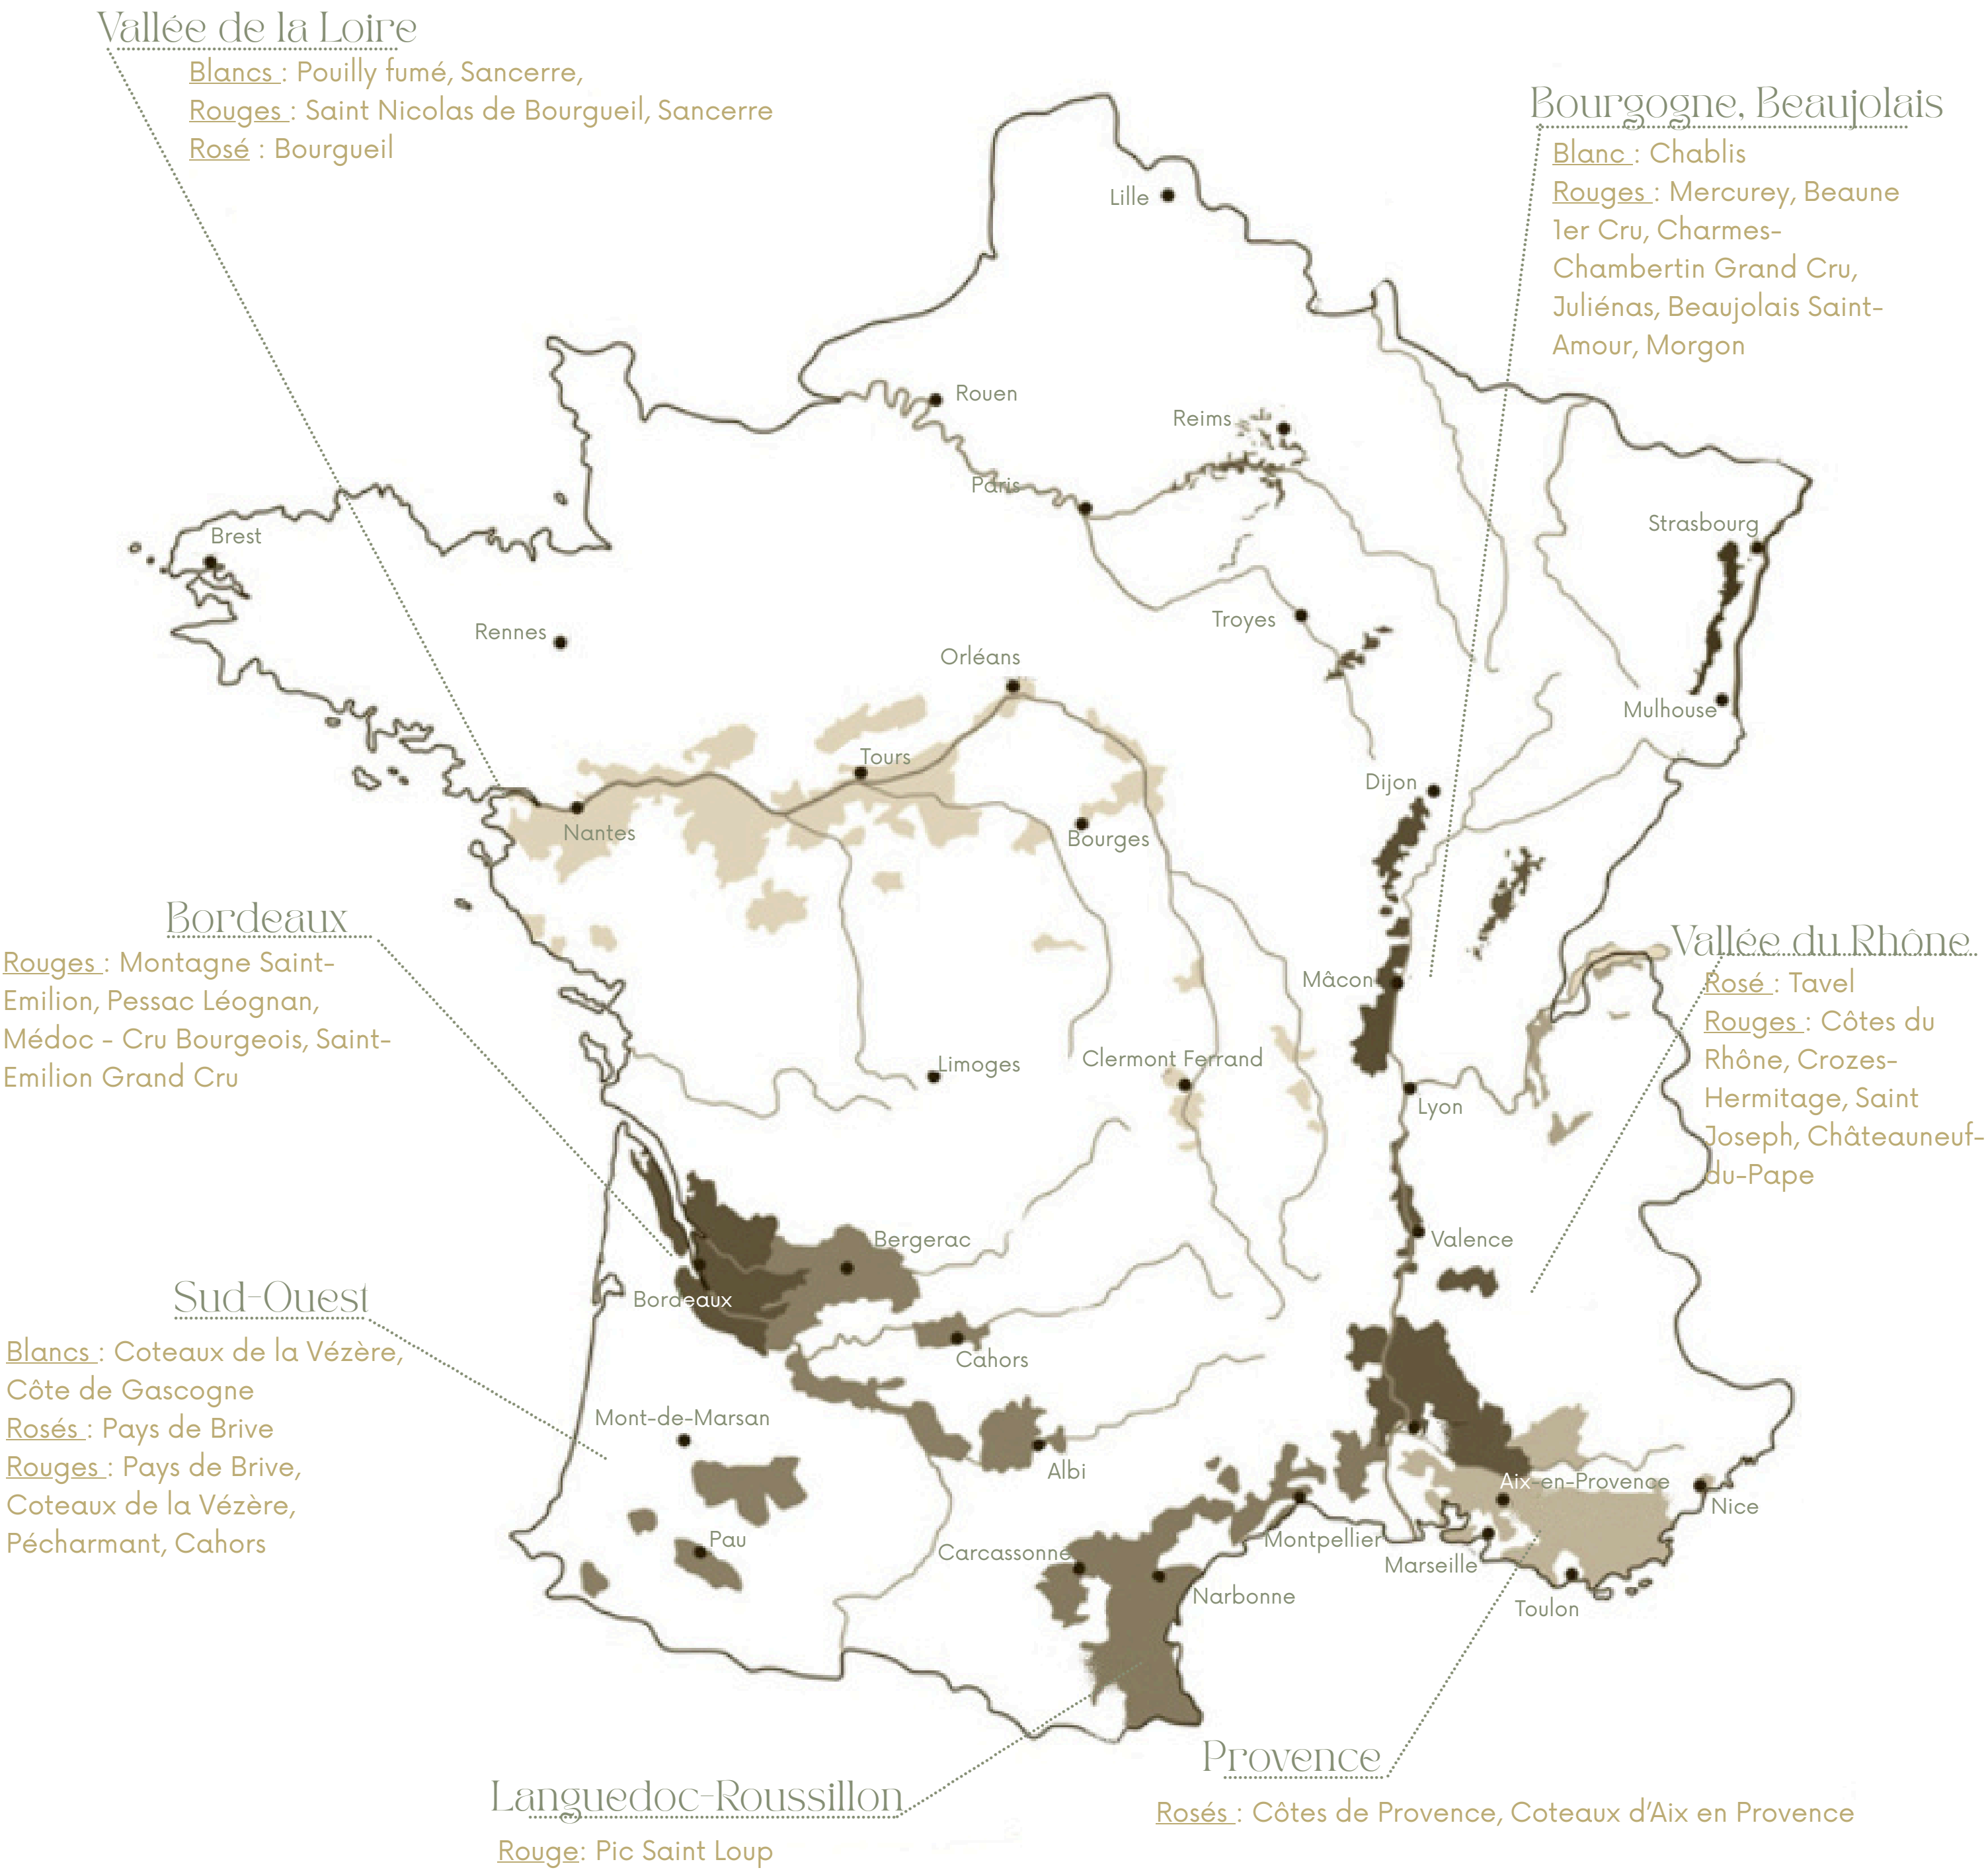 Vallée de la Loire
Blancs : Pouilly fumé, Sancerre,
Rouges : Saint Nicolas de Bourgueil, Sancerre
Rosé : Bourgueil
Bourgogne, Beaujolais
Blanc : Chablis
Rouges : Mercurey, Beaune
1er Cru, Charmes-
Chambertin Grand Cru,
Juliénas, Beaujolais Saint-
Amour, Morgon
Lille
Rouen
Reims
Paris
Strasbourg
Brest
Troyes
Rennes
Orléans
Mulhouse
Tours
Dijon
Nantes
Bourges
Bordeaux
Rouges : Montagne Saint-
Emilion, Pessac Léognan,
Médoc - Cru Bourgeois, Saint-
Emilion Grand Cru
Vallée du Rhône
Rosé : Tavel
Rouges : Côtes du
Rhône, Crozes-
Hermitage, Saint
Joseph, Châteauneuf-
du-Pape
Mâcon
Limoges
Clermont Ferrand
Lyon
Bergerac
Valence
Bordeaux
Sud-Ouest
Blancs : Coteaux de la Vézère,
Côte de Gascogne
Rosés : Pays de Brive
Rouges : Pays de Brive,
Coteaux de la Vézère,
Pécharmant, Cahors
Cahors
Mont-de-Marsan
Albi
Aix-en-Provence
Nice
Pau
Carcassonne
Montpellier
Marseille
Narbonne
Toulon
Provence
Rosés : Côtes de Provence, Coteaux d'Aix en Provence
Languedoc-Roussillon
Rouge: Pic Saint Loup